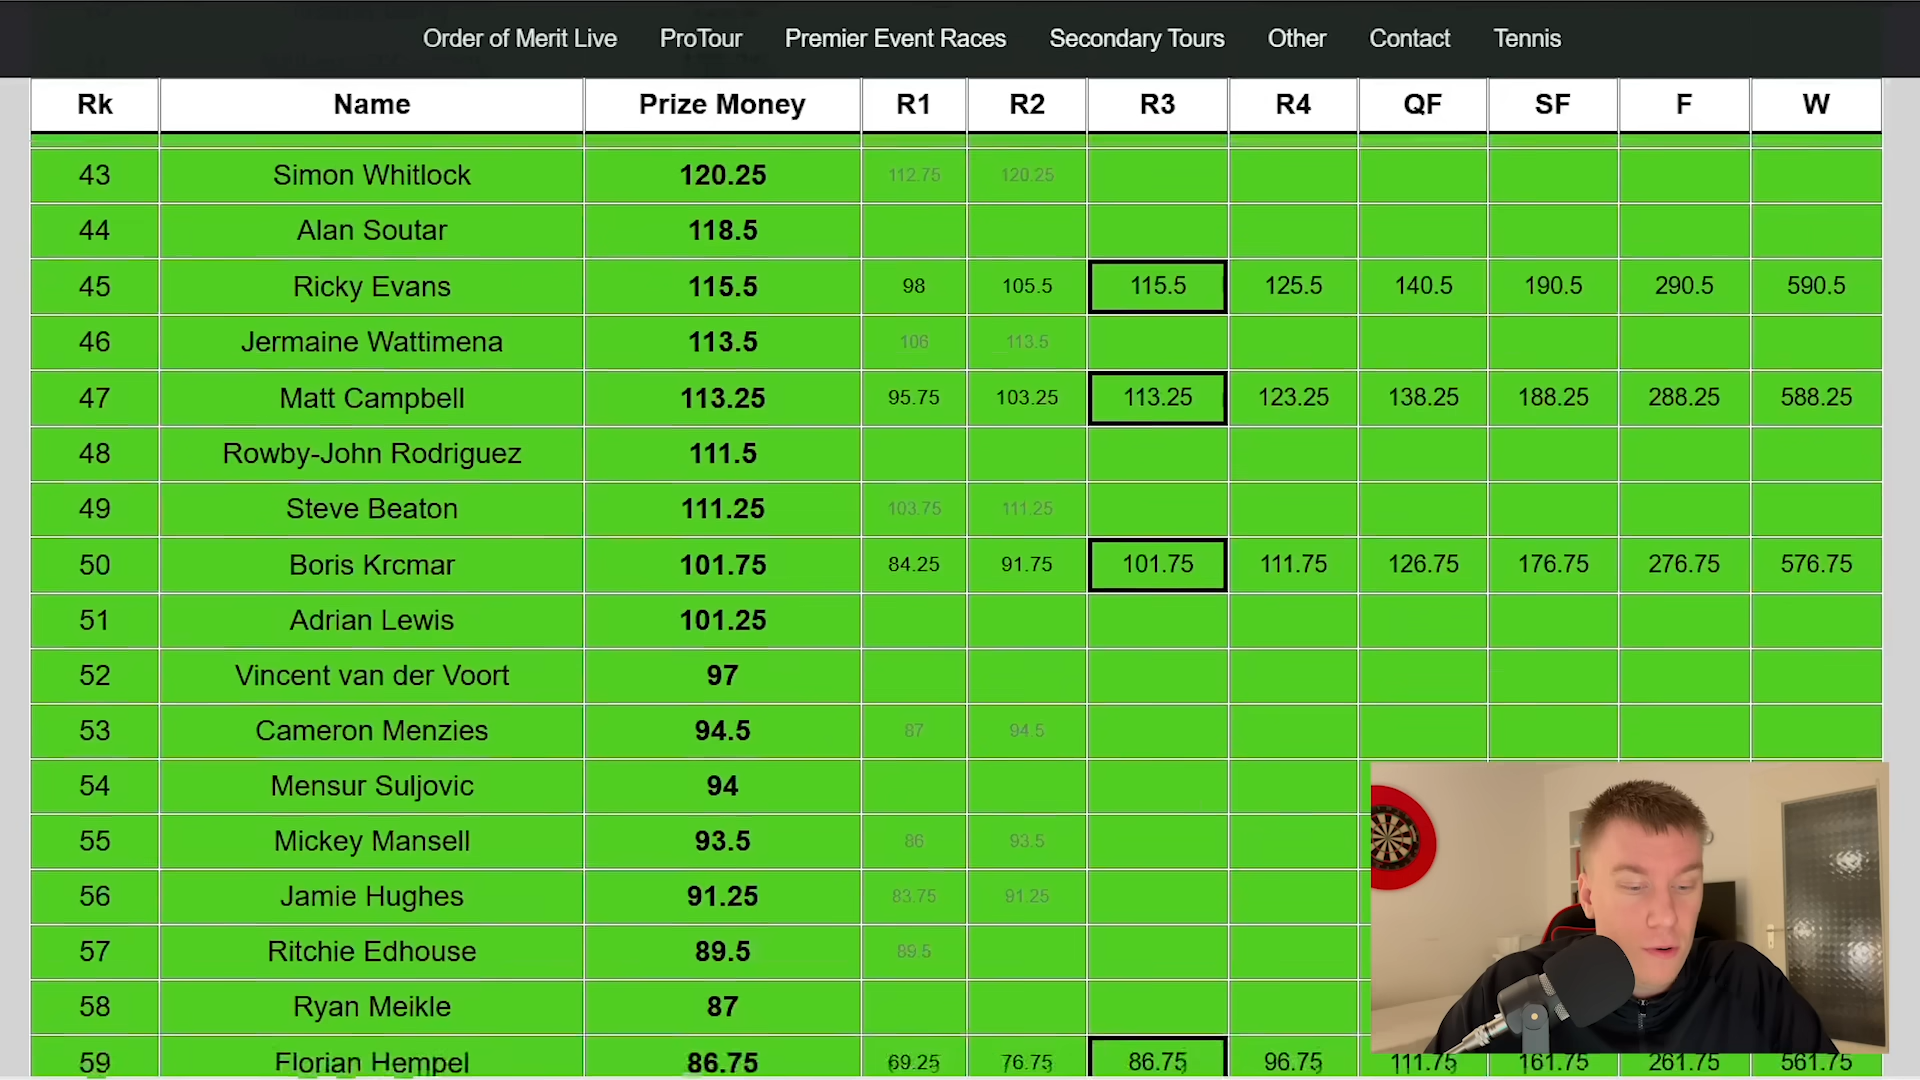 Order of Merit Live ProTour Premier Event Races Secondary Tours Other Contact Tennis
Rk Name Prize Money R1 R2 R3 R4 QF SF F W
43 Simon Whitlock 120.25 112.75 120.25
44 Alan Soutar 118.5
45 Ricky Evans 115.5 98 105.5 115.5 125.5 140.5 190.5 290.5 590.5
46 Jermaine Wattimena 113.5 106 113.5
47 Matt Campbell 113.25 95.75 103.25 113.25 123.25 138.25 188.25 288.25 588.25
48 Rowby-John Rodriguez 111.5
49 Steve Beaton 111.25 103.75 111.25
50 Boris Krcmar 101.75 84.25 91.75 101.75 111.75 126.75 176.75 276.75 576.75
51 Adrian Lewis 101.25
52 Vincent van der Voort 97
53 Cameron Menzies 94.5 87 94.5
54 Mensur Suljovic 94
55 Mickey Mansell 93.5 86 93.5
56 Jamie Hughes 91.25 83.75 91.25
57 Ritchie Edhouse 89.5 89.5
58 Ryan Meikle 87
59 Florian Hempel 86.75 69.25 76.75 86.75 96.75 111.75 161.75 261.75 561.75